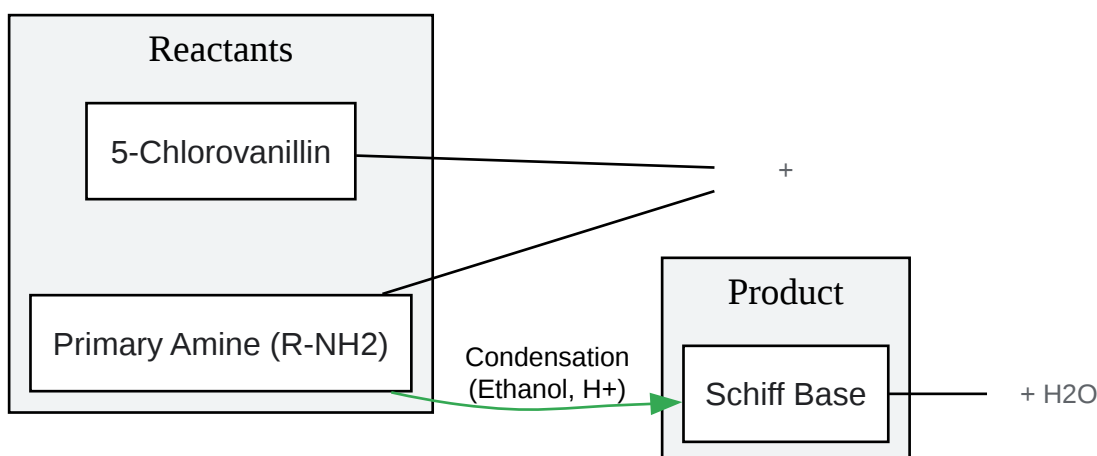 Reactants
5-Chlorovanillin
+
Primary Amine (R-NH2)
Condensation
(Ethanol, H+)
Product
Schiff Base
+ H2O